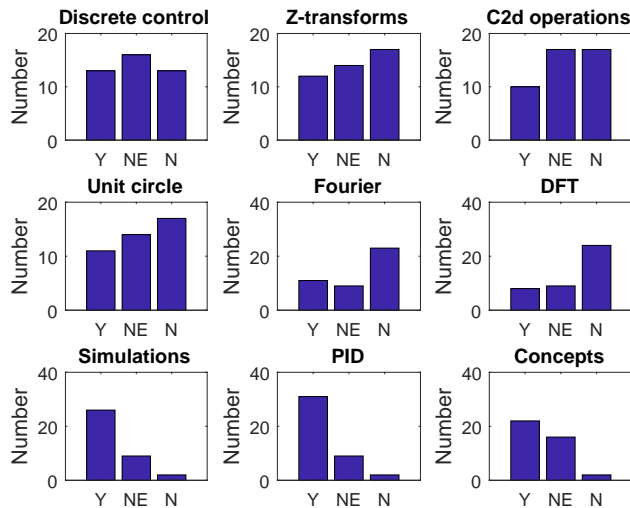 Discrete control
Z-transforms
C2d operations
20
10
0
Number
Y NE N
20
10
0
Number
Y NE N
20
10
0
Number
Y NE N
Unit circle
Fourier
DFT
20
10
0
Number
Y NE N
40
20
0
Number
Y NE N
40
20
0
Number
Y NE N
Simulations
PID
Concepts
40
20
0
Number
Y NE N
40
20
0
Number
Y NE N
40
20
0
Number
Y NE N